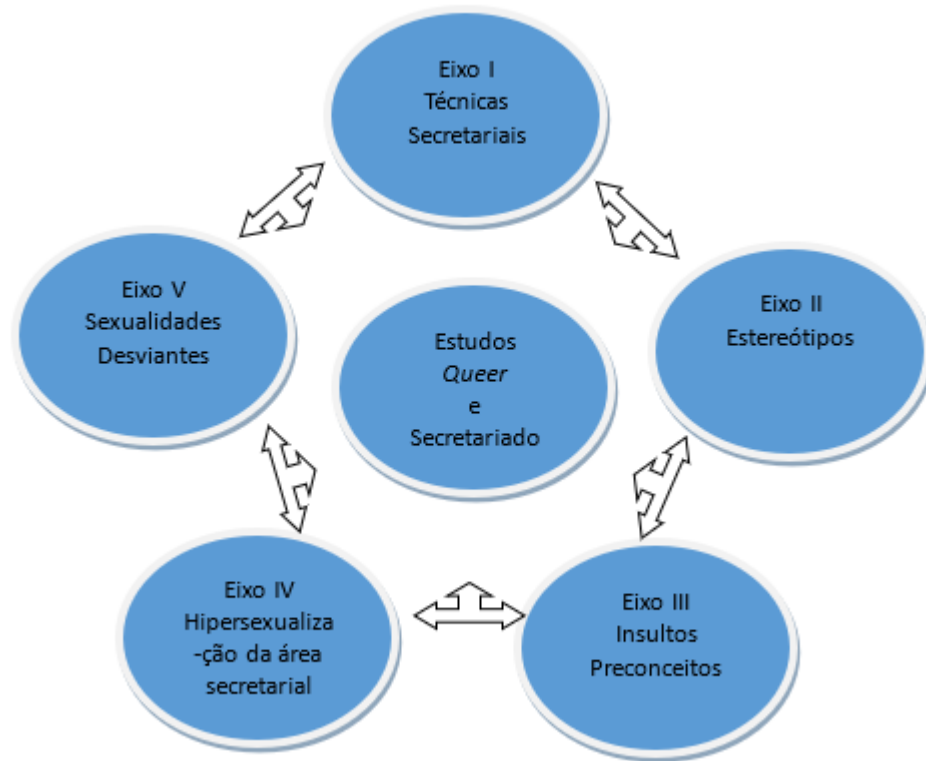 Eixo I
Técnicas
Secretariais
Eixo II
Estereótipos
Eixo III
Insultos
Preconceitos
Eixo IV
Hipersexualiza
-ção da área
secretarial
Eixo V
Sexualidades
Desviantes
Estudos
Queer
e
Secretariado